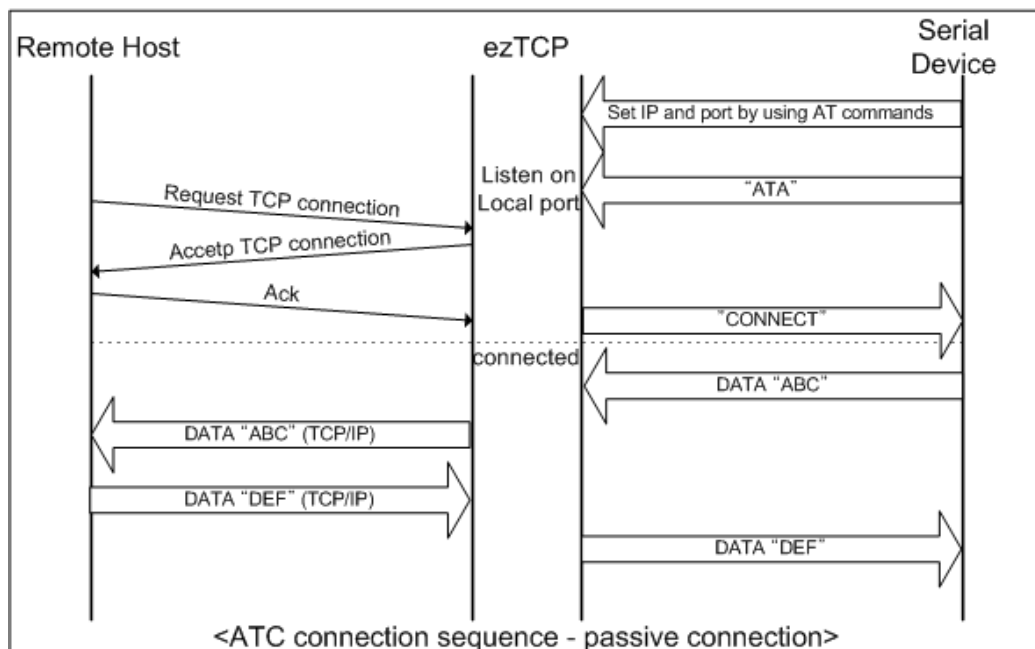 Remote Host
ezTCP
Serial
Device
Set IP and port by using AT commands
Listen on
Local port
"ATA"
Request TCP connection
Accetp TCP connection
Ack
"CONNECT"
connected
DATA "ABC"
DATA "ABC" (TCP/IP)
DATA "DEF" (TCP/IP)
DATA "DEF"
<ATC connection sequence - passive connection>